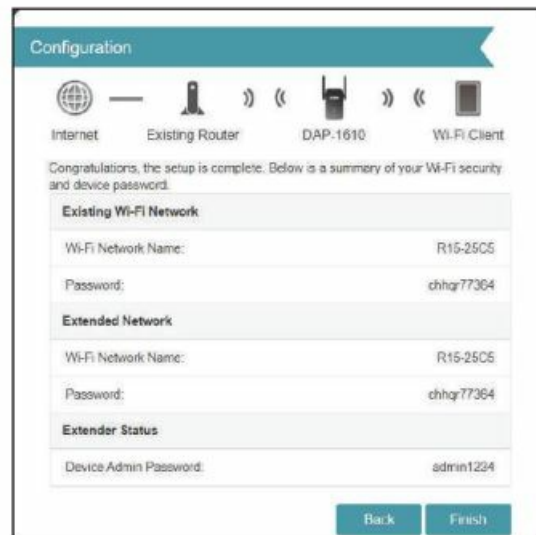 Configuration
Internet Existing Router DAP-1610 Wi-Fi Client
Congratulations, the setup is complete. Below is a summary of your Wi-Fi security
and device password.
Existing Wi-Fi Network
Wi-Fi Network Name: R15-25C5
Password: chhqr77364
Extended Network
Wi-Fi Network Name: R15-25C5
Password: chhqr77364
Extender Status
Device Admin Password: admin1234
Back Finish